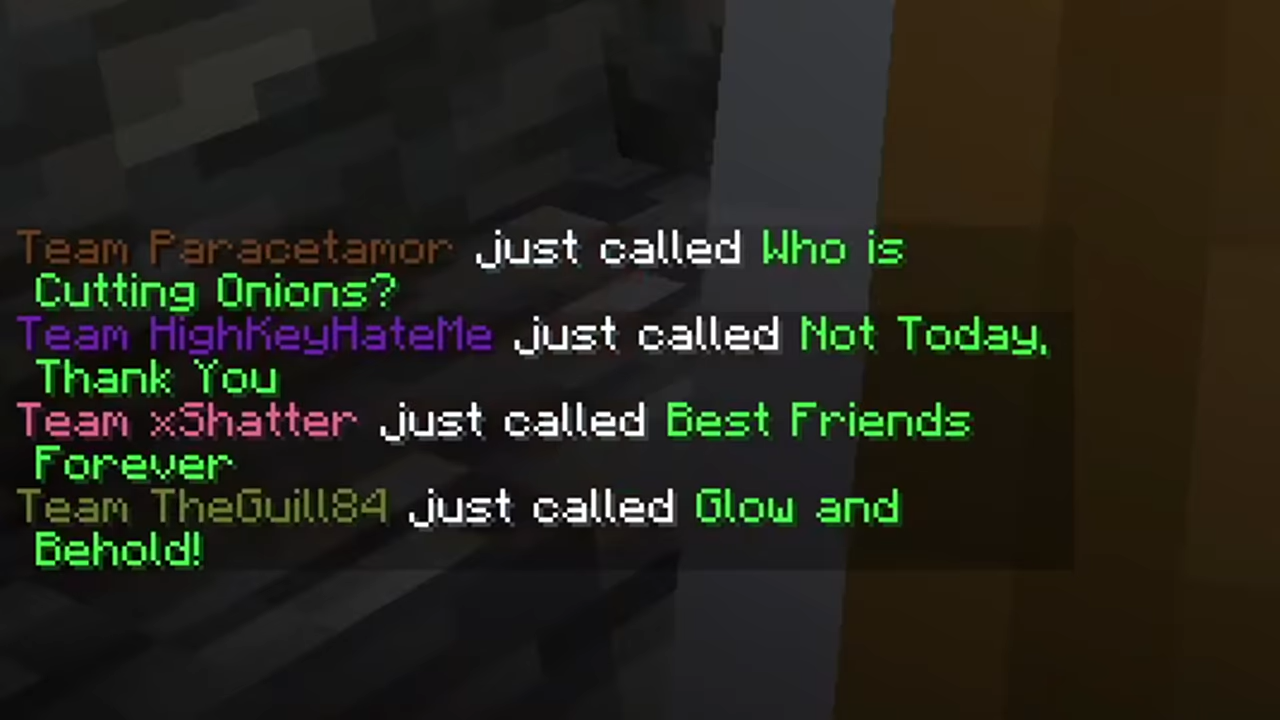 Team Paracetamor just called Who is
Cutting Onions?
Team HighKeyHateMe just called Not Today,
Thank You
Team xShatter just called Best Friends
Forever
Team TheGuill84 just called Glow and
Behold!